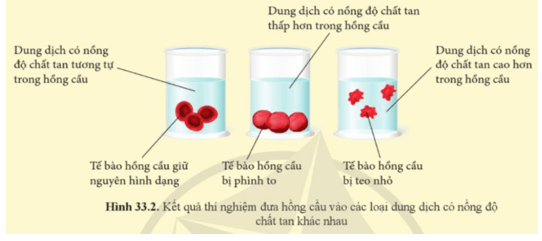 Dung dịch có nồng độ chất tan
thấp hơn trong hồng cầu
Dung dịch có nồng
độ chất tan tương tự
trong hồng cầu
Dung dịch có nồng
độ chất tan cao hơn
trong hồng cầu
Tế bào hồng cầu giữ
nguyên hình dạng
Tế bào hồng cầu
bị phình to
Tế bào hồng cầu
bị teo nhỏ
Hình 33.2. Kết quả thí nghiệm đưa hồng cầu vào các loại dung dịch có nồng độ
chất tan khác nhau